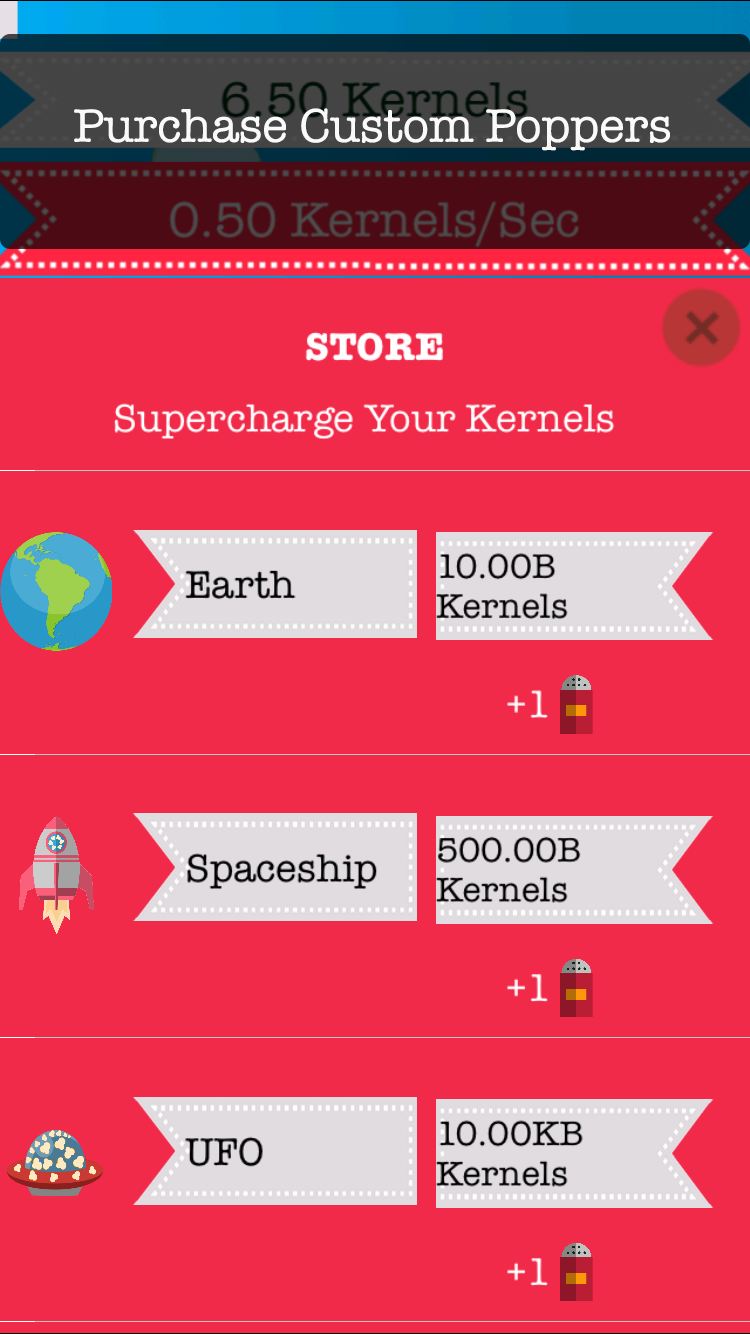 6.50 Kernels
Purchase Custom Poppers
0.50 Kernels/Sec
STORE
Supercharge Your Kernels
Earth
10.00B
Kernels
+1
Spaceship
500.00B
Kernels
+1
UFO
10.00KB
Kernels
+1